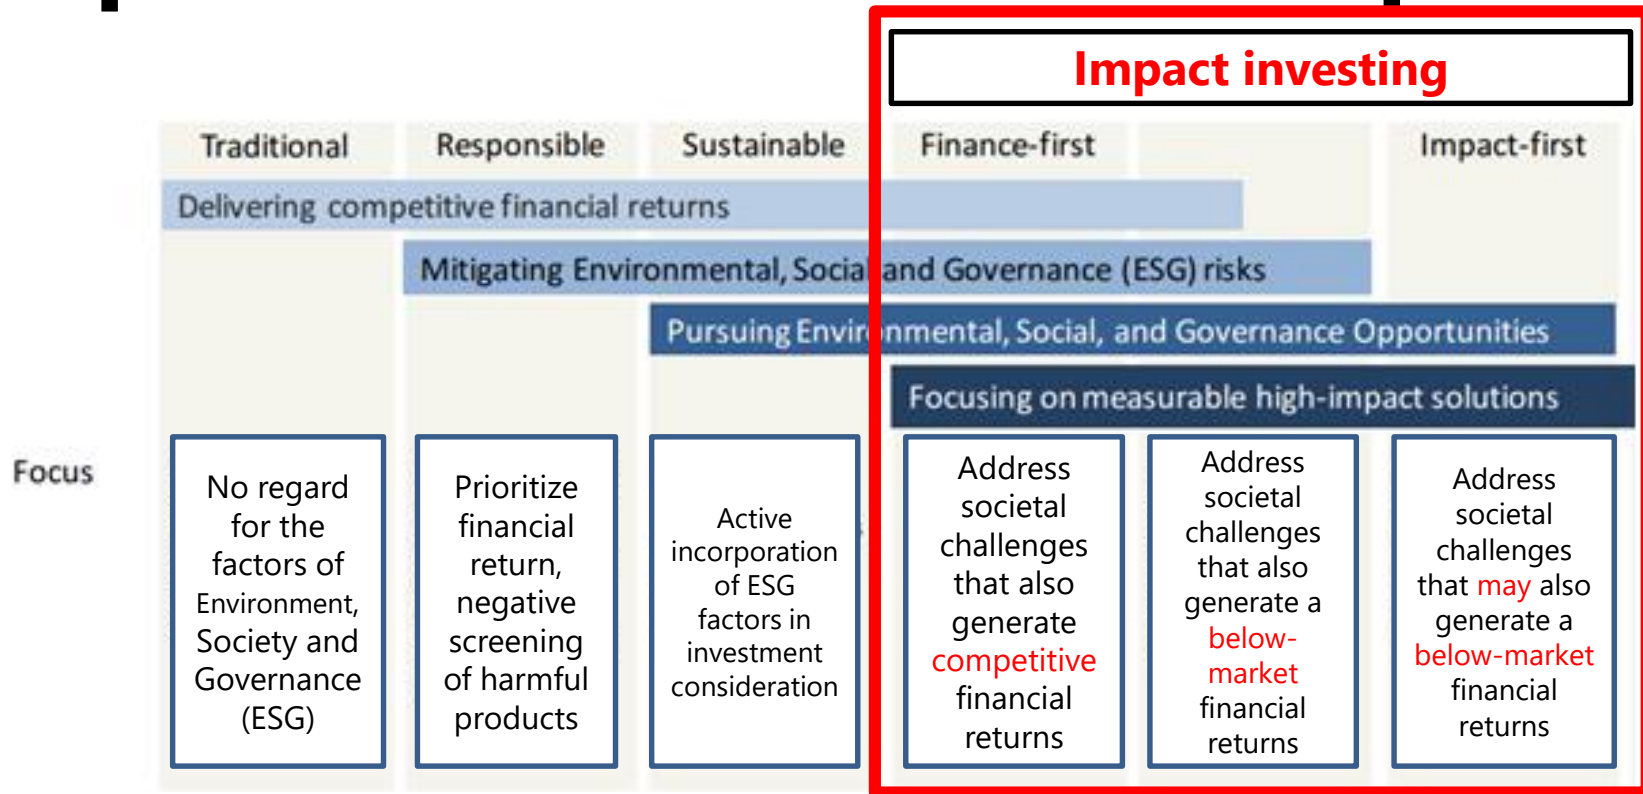 Impact investing
Traditional
Responsible
Sustainable
Finance-first
Impact-first
Delivering competitive financial returns
Mitigating Environmental, Social and Governance (ESG) risks
Pursuing Environmental, Social, and Governance Opportunities
Focusing on measurable high-impact solutions
Focus
No regard
for the
factors of
Environment,
Society and
Governance
(ESG)
Prioritize
financial
return,
negative
screening
of harmful
products
Active
incorporation
of ESG
factors in
investment
consideration
Address
societal
challenges
that also
generate
competitive
financial
returns
Address
societal
challenges
that also
generate a
below-
market
financial
returns
Address
societal
challenges
that may also
generate a
below-market
financial
returns